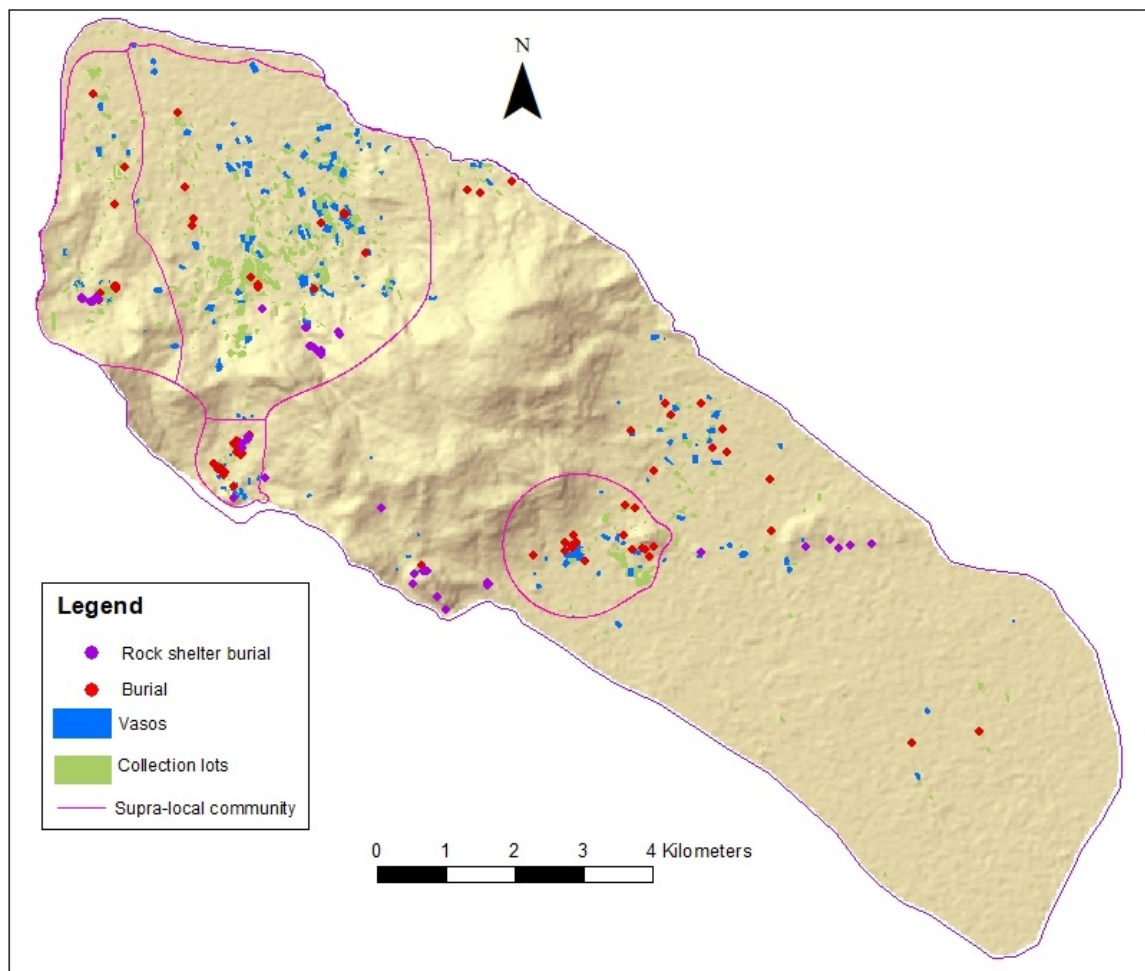 N
Legend
Rock shelter burial
Burial
Vasos
Collection lots
Supra-local community
0 1 2 3 4 Kilometers